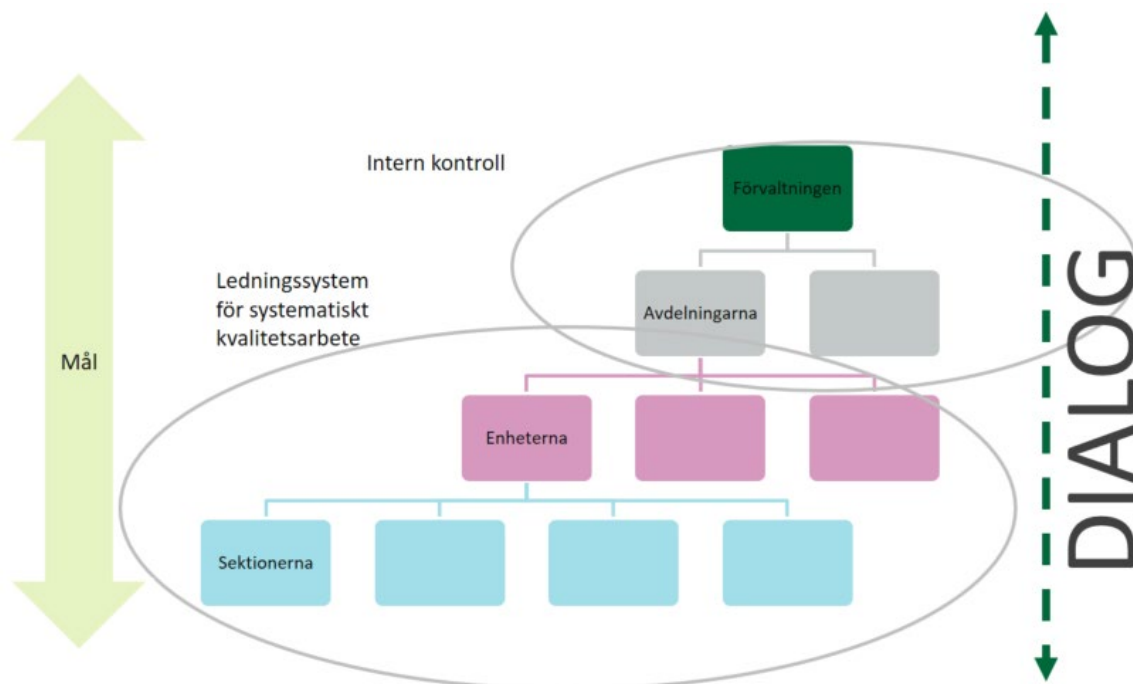 Intern kontroll
Förvaltningen
Ledningssystem
för systematiskt
kvalitetsarbete
Avdelningarna
Mål
Enheterna
Sektionerna
DIALOG